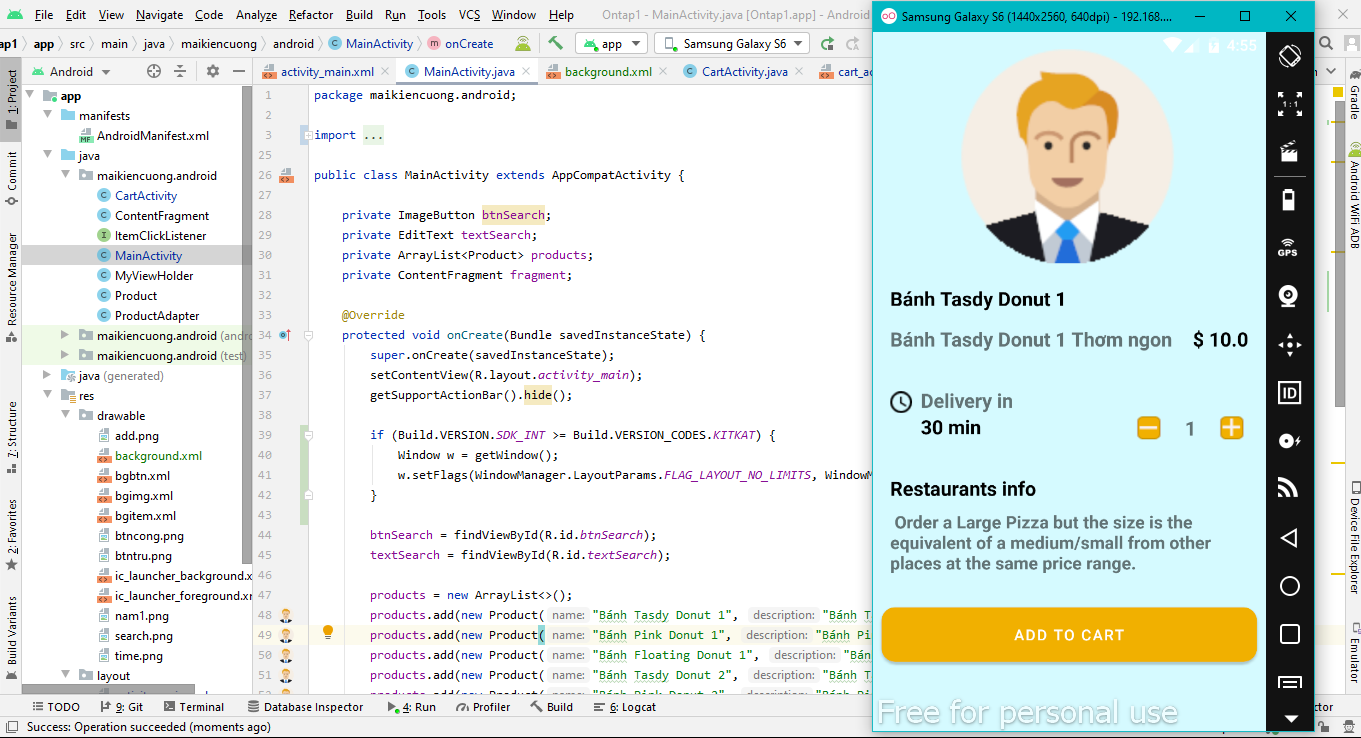 File Edit View Navigate Code Analyze Refactor Build Run Tools VCS Window Help Ontap1 - MainActivity.java [Ontap1.app] - Android
ap1 app src main java maikiencuong android MainActivity onCreate app Samsung Galaxy S6
Android activity_main.xml MainActivity.java background.xml CartActivity.java
1: Project
Commit
Resource Manager
7: Structure
2: Favorites
Build Variants
app
manifests
AndroidManifest.xml
java
maikiencuong.android
CartActivity
ContentFragment
ItemClickListener
MainActivity
MyViewHolder
Product
ProductAdapter
maikiencuong.android
maikiencuong.android (test)
java (generated)
res
drawable
add.png
background.xml
bgbtn.xml
bgimg.xml
bgitem.xml
btncong.png
btntru.png
ic_launcher_background.x
ic_launcher_foreground.xr
nam1.png
search.png
time.png
layout
1 package maikiencuong.android;
2
3 import ...
25
26 public class MainActivity extends AppCompatActivity {
27
28 private ImageButton btnSearch;
29 private EditText textSearch;
30 private ArrayList<Product> products;
31 private ContentFragment fragment;
32
33 @Override
34 protected void onCreate(Bundle savedInstanceState) {
35 super.onCreate(savedInstanceState);
36 setContentView(R.layout.activity_main);
37 getSupportActionBar().hide();
38
39 if (Build.VERSION.SDK_INT >= Build.VERSION_CODES.KITKAT) {
40 Window w = getWindow();
41 w.setFlags(WindowManager.LayoutParams.FLAG_LAYOUT_NO_LIMITS,
42 }
43
44 btnSearch = findViewById(R.id.btnSearch);
45 textSearch = findViewById(R.id.textSearch);
46
47 products = new ArrayList<>();
48 products.add(new Product( name: "Bánh Tasdy Donut 1", description: "Bánh T
49 products.add(new Product( name: "Bánh Pink Donut 1", description: "Bánh Pi
50 products.add(new Product( name: "Bánh Floating Donut 1", description: "Bán
51 products.add(new Product( name: "Bánh Tasdy Donut 2", description: "Bánh T
Samsung Galaxy S6 (1440x2560, 640dpi) - 192.168....
4:55
Bánh Tasdy Donut 1
Bánh Tasdy Donut 1 Thơm ngon $ 10.0
Delivery in
30 min
1
Restaurants info
Order a Large Pizza but the size is the
equivalent of a medium/small from other
places at the same price range.
ADD TO CART
Free for personal use
1:1
GPS
ID
Gradle
Android WiFi ADB
Device File Explorer
Emulator
TODO 9: Git Terminal Database Inspector 4: Run Profiler Build 6: Logcat
Success: Operation succeeded (moments ago)